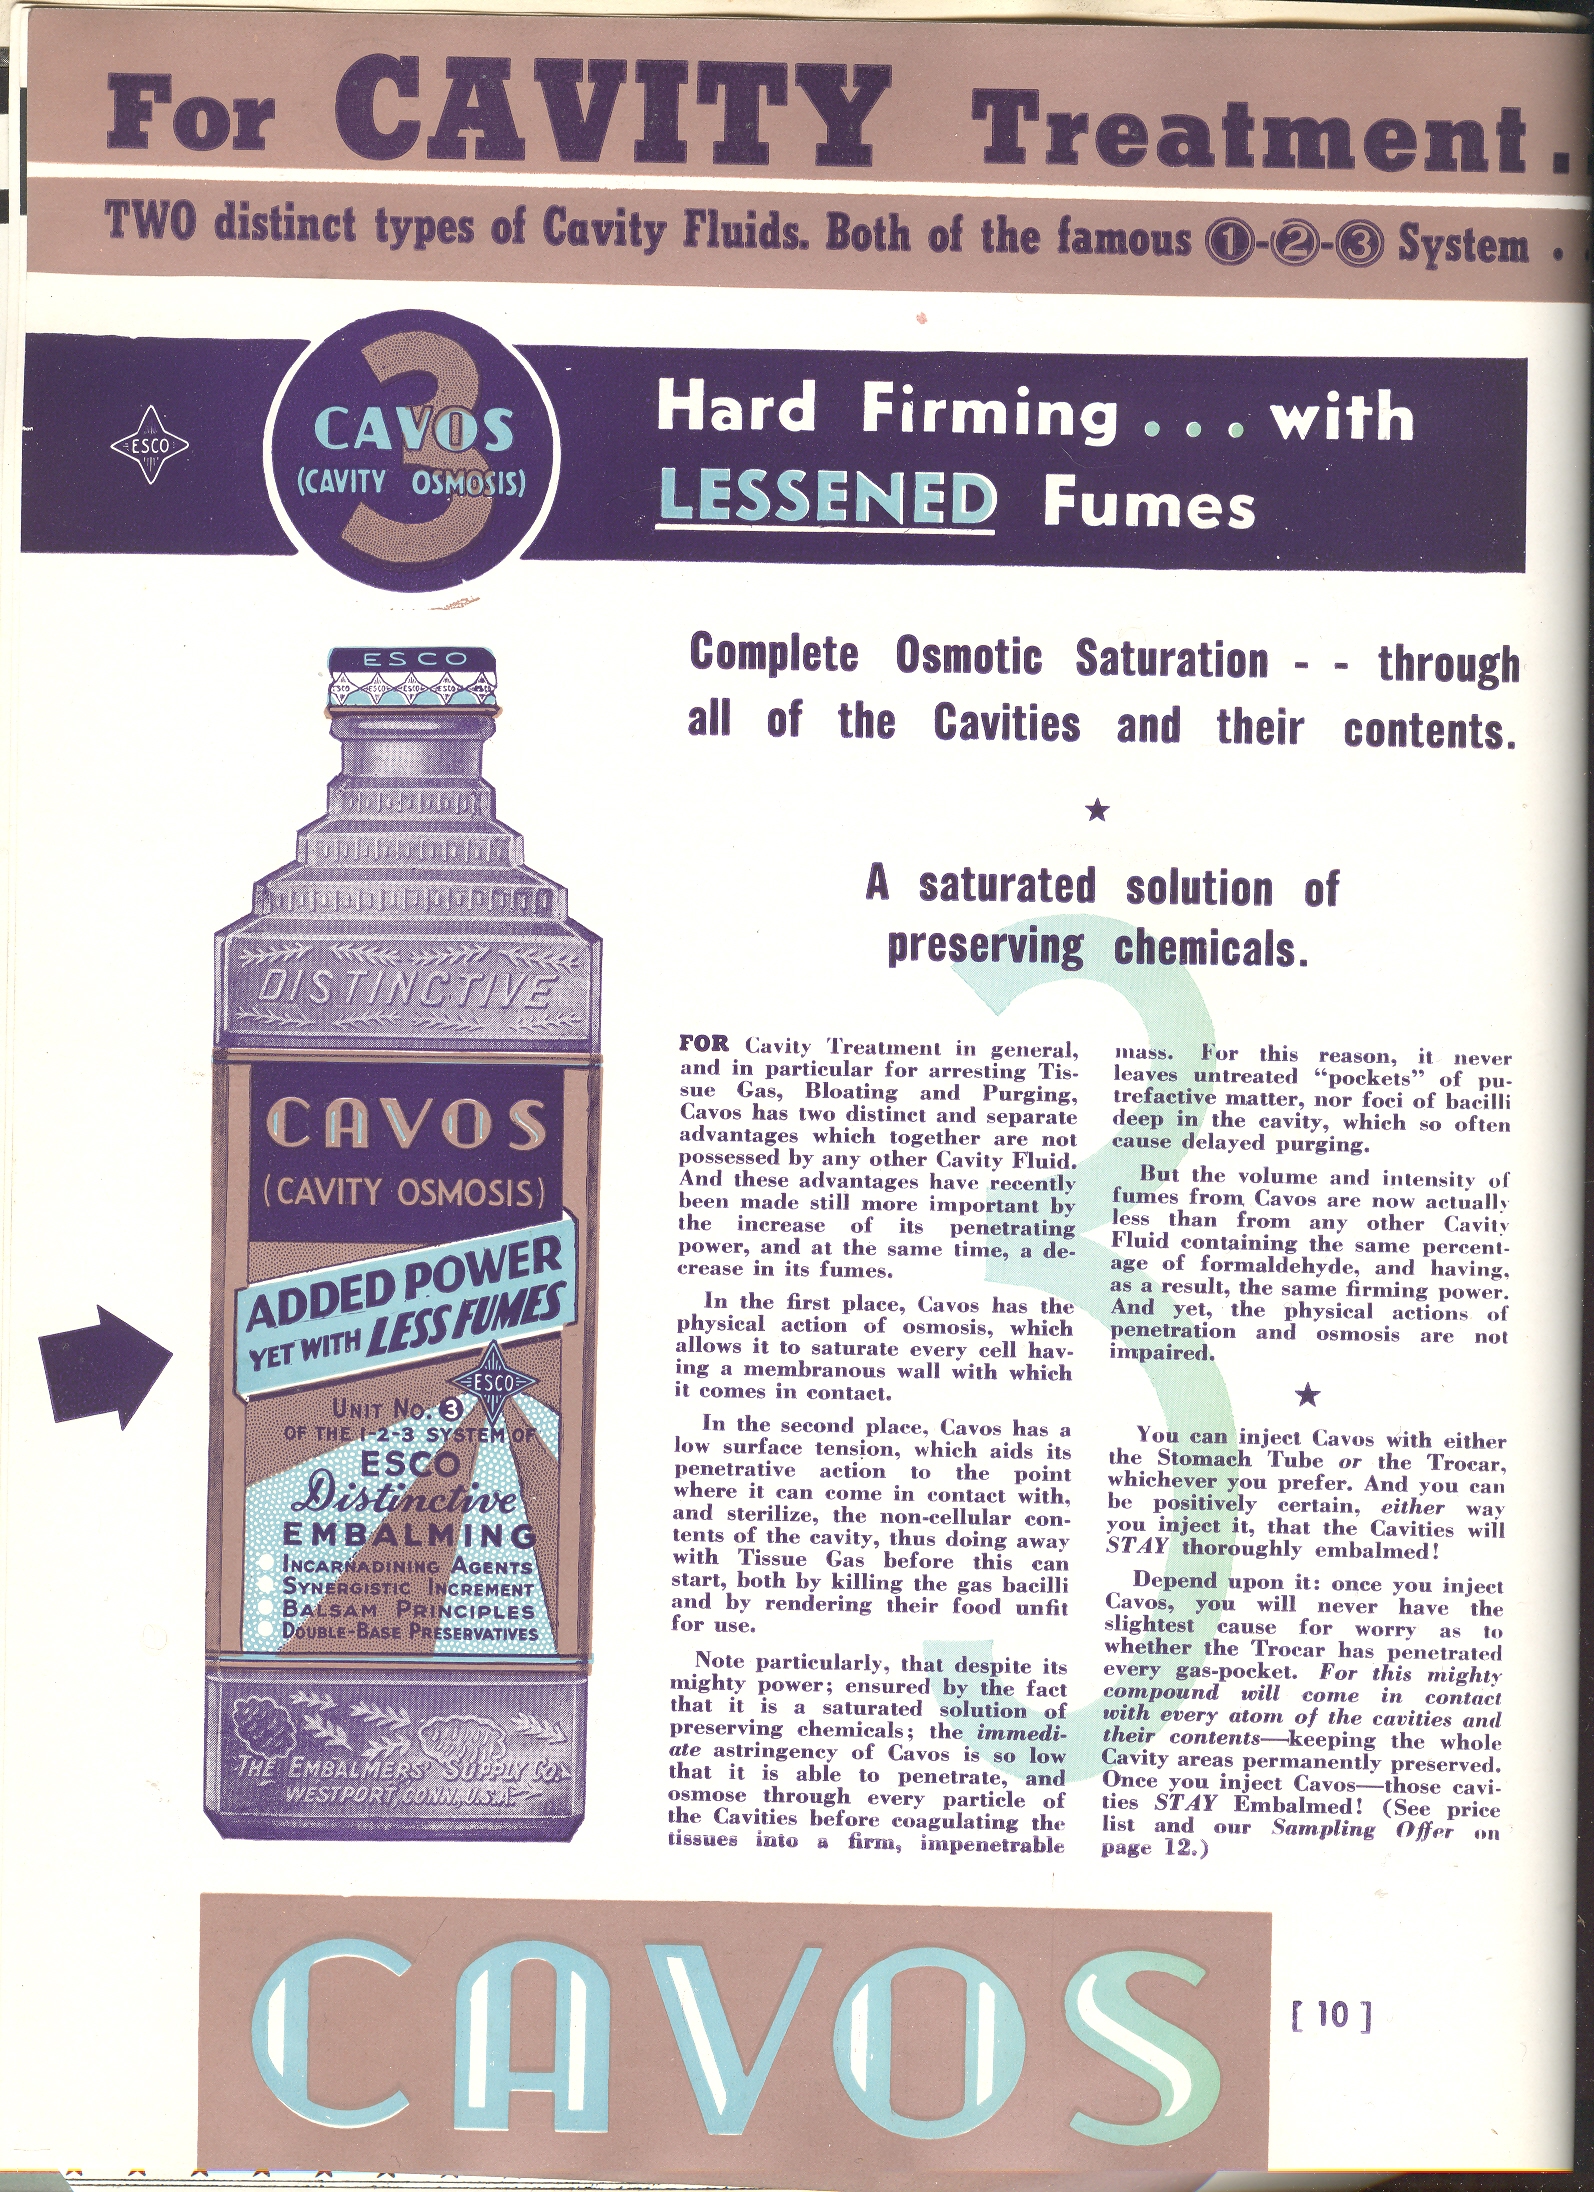 For CAVITY Treatment .
TWO distinct types of Cavity Fluids. Both of the famous 1-2-3 System . .
ESCO
3
CAVOS
(CAVITY OSMOSIS)
Hard Firming . . . with
LESSENED Fumes
Complete Osmotic Saturation - - through
all of the Cavities and their contents.
★
A saturated solution of
preserving chemicals.
ESCO
ESCO ESCO ESCO ESCO ESCO
DISTINCTIVE
CAVOS
(CAVITY OSMOSIS)
ADDED POWER
YET WITH LESS FUMES
ESCO
UNIT NO. 3
OF THE 1-2-3 SYSTEM OF
ESCO
Distinctive
EMBALMING
INCARNADINING AGENTS
SYNERGISTIC INCREMENT
BALSAM PRINCIPLES
DOUBLE-BASE PRESERVATIVES
THE EMBALMERS' SUPPLY CO.
WESTPORT, CONN., U.S.A.
3
FOR Cavity Treatment in general,
and in particular for arresting Tis-
sue Gas, Bloating and Purging,
Cavos has two distinct and separate
advantages which together are not
possessed by any other Cavity Fluid.
And these advantages have recently
been made still more important by
the increase of its penetrating
power, and at the same time, a de-
crease in its fumes.
In the first place, Cavos has the
physical action of osmosis, which
allows it to saturate every cell hav-
ing a membranous wall with which
it comes in contact.
In the second place, Cavos has a
low surface tension, which aids its
penetrative action to the point
where it can come in contact with,
and sterilize, the non-cellular con-
tents of the cavity, thus doing away
with Tissue Gas before this can
start, both by killing the gas bacilli
and by rendering their food unfit
for use.
Note particularly, that despite its
mighty power; ensured by the fact
that it is a saturated solution of
preserving chemicals; the immedi-
ate astringency of Cavos is so low
that it is able to penetrate, and
osmose through every particle of
the Cavities before coagulating the
tissues into a firm, impenetrable
mass. For this reason, it never
leaves untreated “pockets” of pu-
trefactive matter, nor foci of bacilli
deep in the cavity, which so often
cause delayed purging.
But the volume and intensity of
fumes from Cavos are now actually
less than from any other Cavity
Fluid containing the same percent-
age of formaldehyde, and having,
as a result, the same firming power.
And yet, the physical actions of
penetration and osmosis are not
impaired.
★
You can inject Cavos with either
the Stomach Tube or the Trocar,
whichever you prefer. And you can
be positively certain, either way
you inject it, that the Cavities will
STAY thoroughly embalmed!
Depend upon it: once you inject
Cavos, you will never have the
slightest cause for worry as to
whether the Trocar has penetrated
every gas-pocket. For this mighty
compound will come in contact
with every atom of the cavities and
their contents—keeping the whole
Cavity areas permanently preserved.
Once you inject Cavos—those cavi-
ties STAY Embalmed! (See price
list and our Sampling Offer on
page 12.)
CAVOS
[ 10 ]